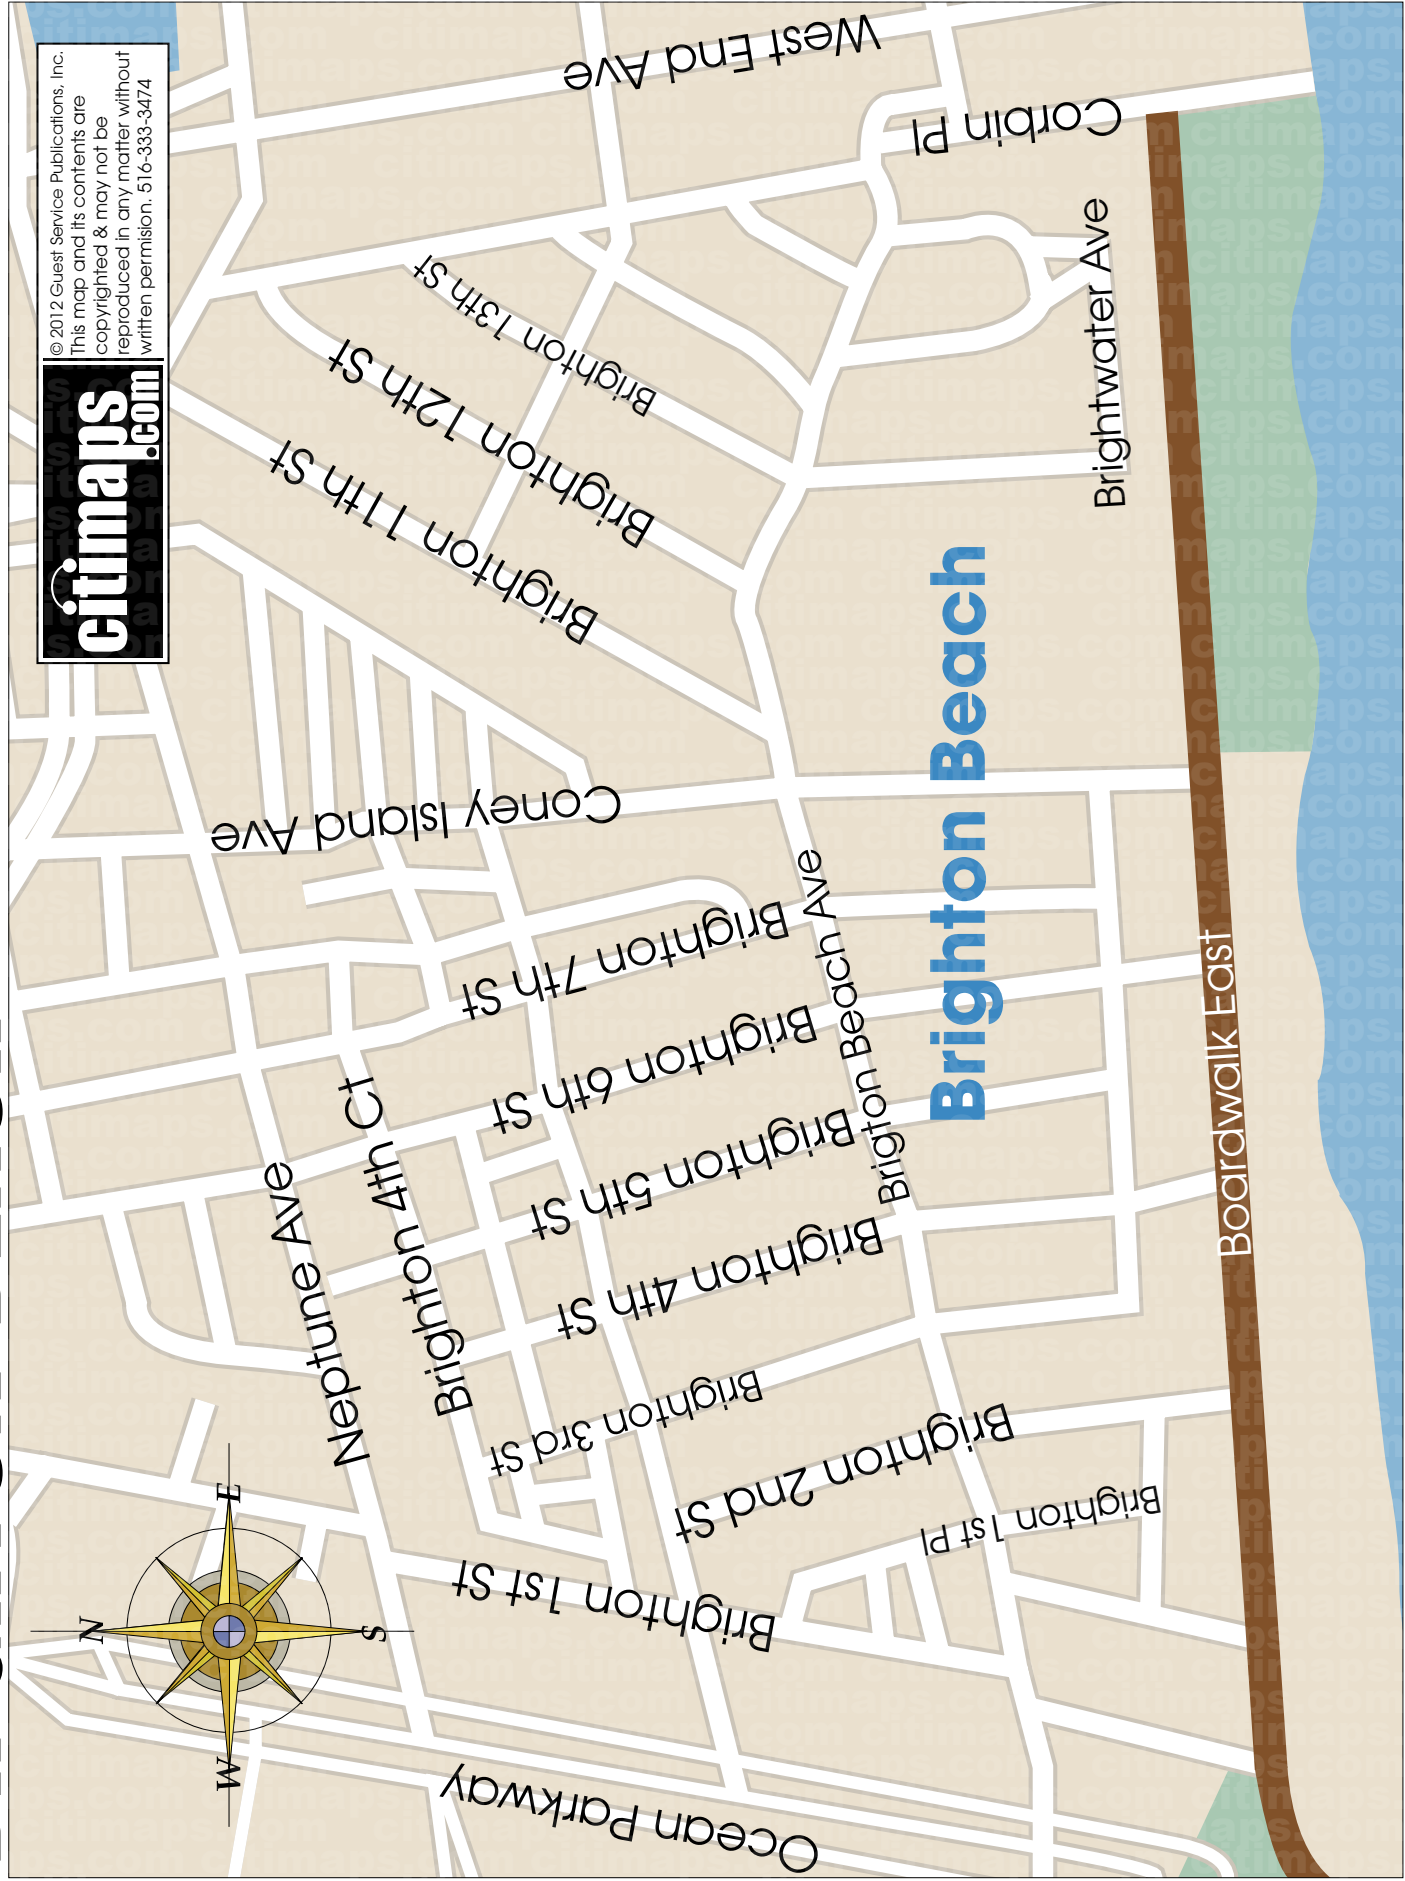 citimaps
.com
© 2012 Guest Service Publications, Inc.
This map and its contents are
copyrighted & may not be
reproduced in any matter without
written permision. 516-333-3474
N
E
S
W
West End Ave
Corbin Pl
Brightwater Ave
Brighton 13th St
Brighton 12th St
Brighton 11th St
Coney Island Ave
Brighton Beach
Brigton Beach Ave
Brighton 7th St
Brighton 6th St
Brighton 5th St
Brighton 4th St
Brighton 3rd St
Brighton 2nd St
Brighton 1st Pl
Brighton 1st St
Neptune Ave
Brighton 4th Ct
Boardwalk East
Ocean Parkway